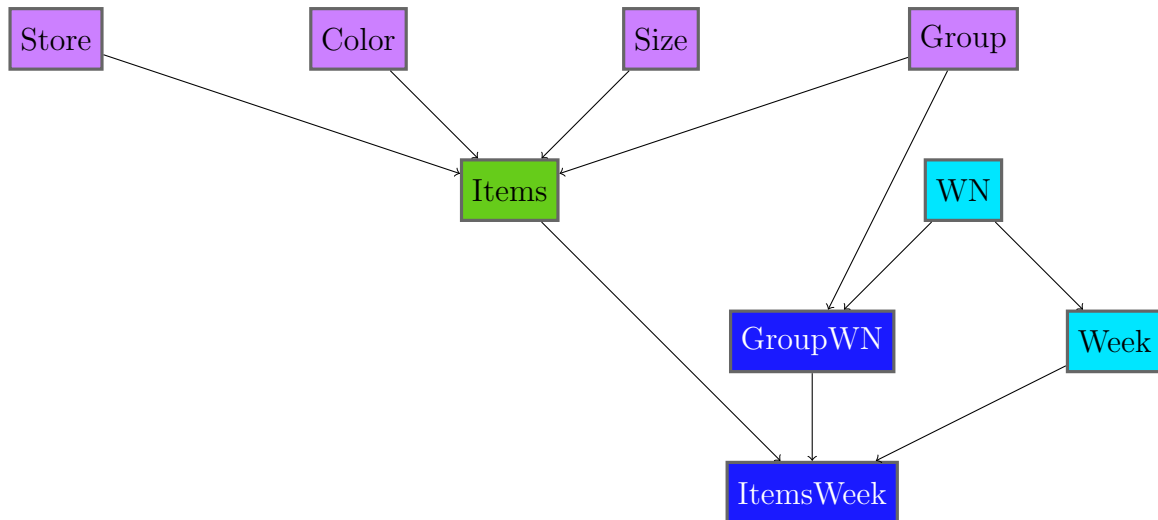 Store
Color
Size
Group
Items
WN
GroupWN
Week
ItemsWeek